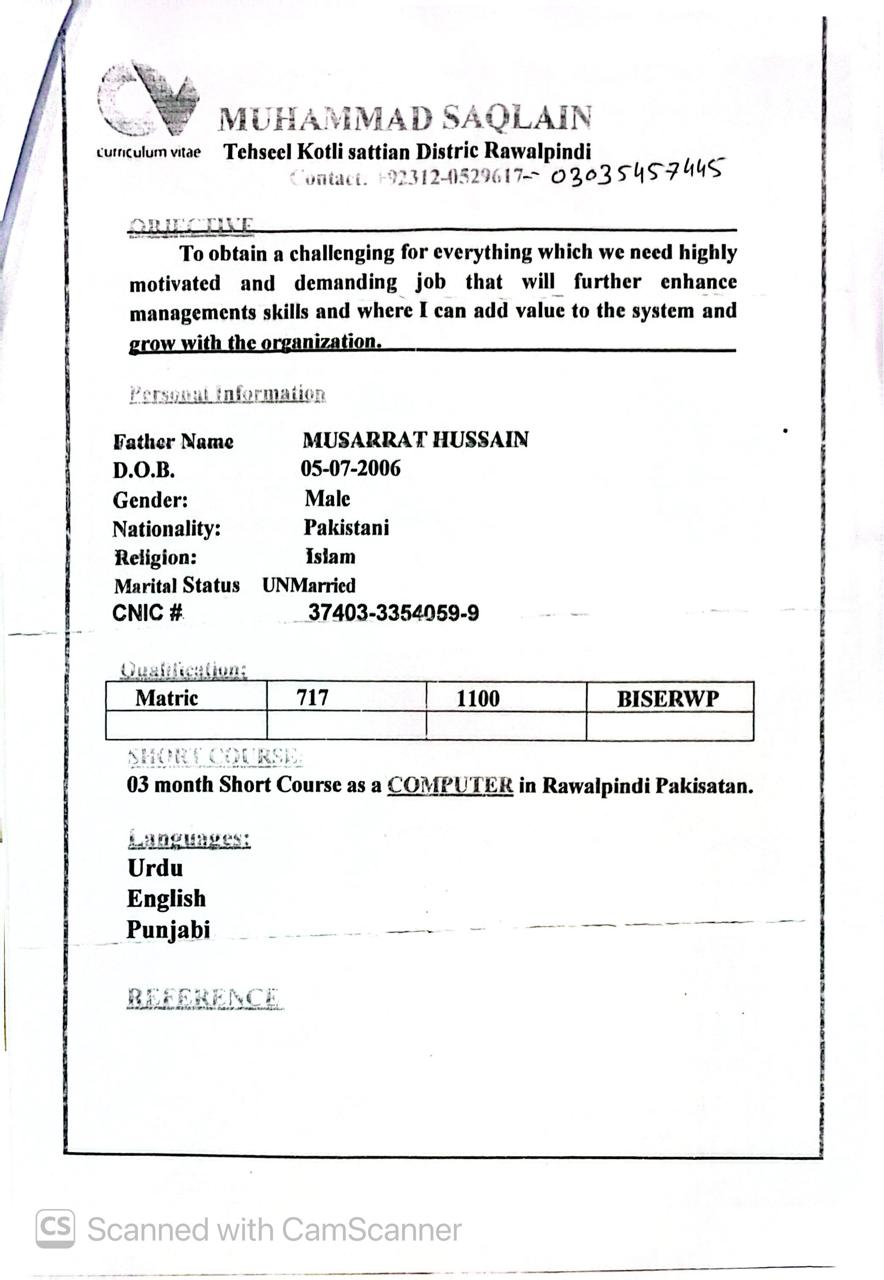 CV
curriculum vitae
MUHAMMAD SAQLAIN
Tehseel Kotli sattian Distric Rawalpindi
Contact. +92312-0529617-- 03035457445
OBJECTIVE
To obtain a challenging for everything which we need highly
motivated and demanding job that will further enhance
managements skills and where I can add value to the system and
grow with the organization.
Personal Information
Father Name MUSARRAT HUSSAIN
D.O.B. 05-07-2006
Gender: Male
Nationality: Pakistani
Religion: Islam
Marital Status UNMarried
CNIC # 37403-3354059-9
Qualification:
Matric 717 1100 BISERWP
SHORT COURSE:
03 month Short Course as a COMPUTER in Rawalpindi Pakisatan.
Languages:
Urdu
English
Punjabi
REFERENCE
CS Scanned with CamScanner